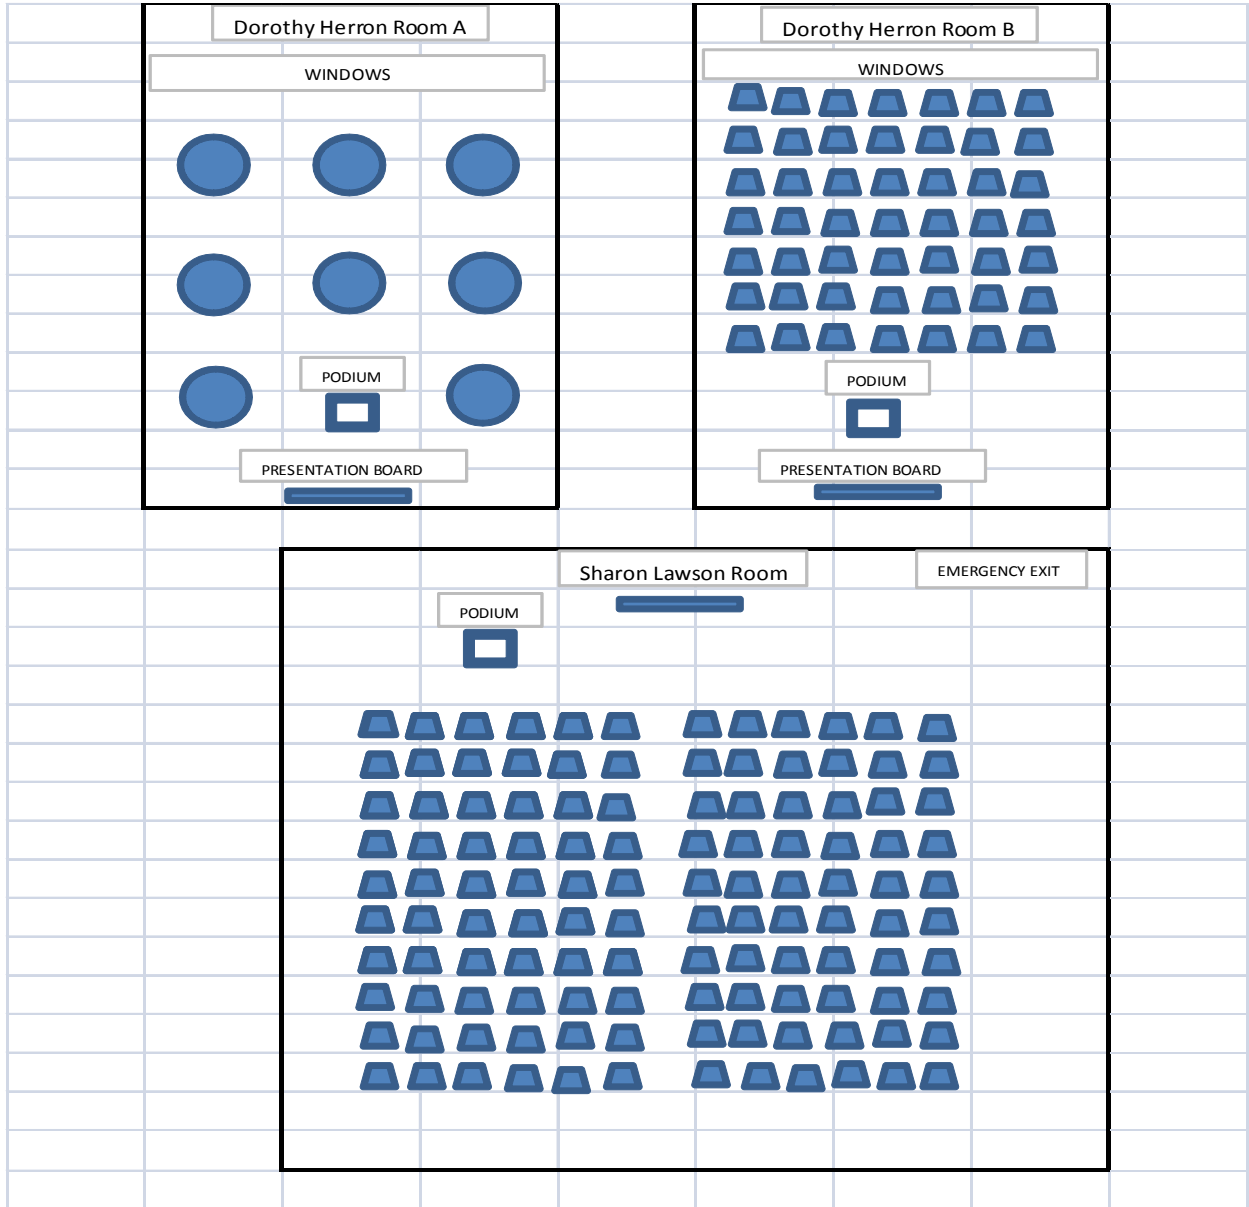 Dorothy Herron Room A
WINDOWS
PODIUM
PRESENTATION BOARD
Dorothy Herron Room B
WINDOWS
PODIUM
PRESENTATION BOARD
Sharon Lawson Room
EMERGENCY EXIT
PODIUM